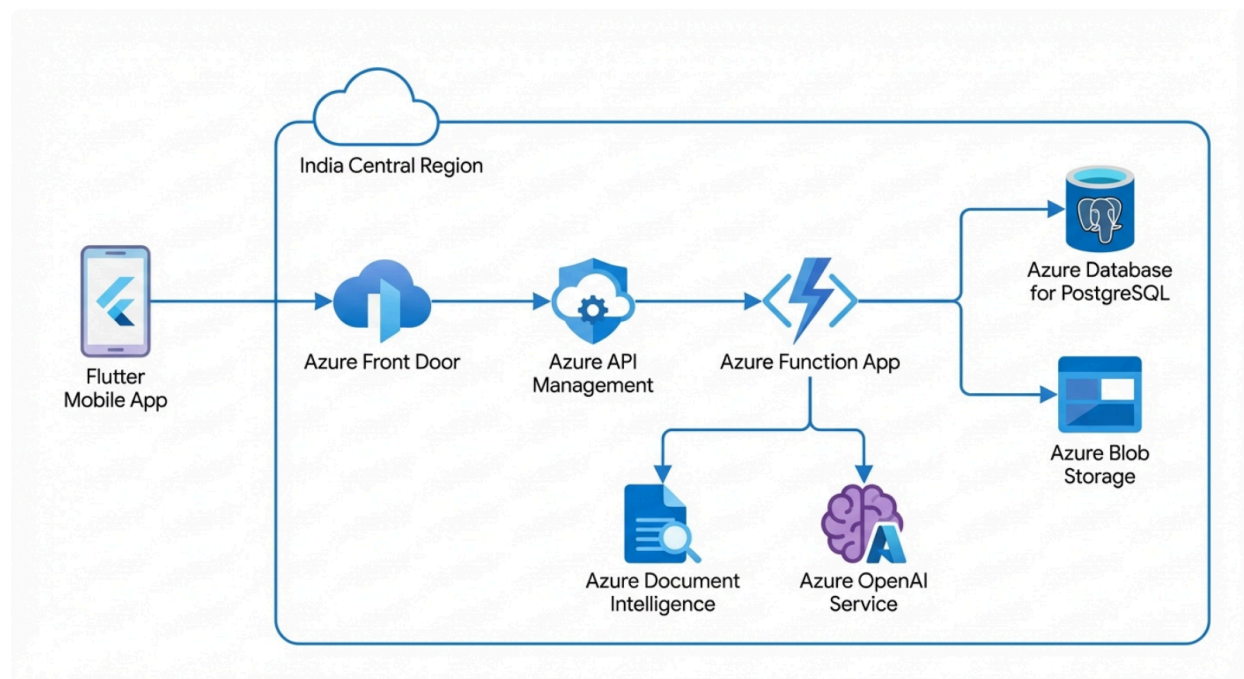 India Central Region
Flutter
Mobile App
Azure Front Door
Azure API
Management
Azure Function App
Azure Database
for PostgreSQL
Azure Blob
Storage
Azure Document
Intelligence
Azure OpenAI
Service